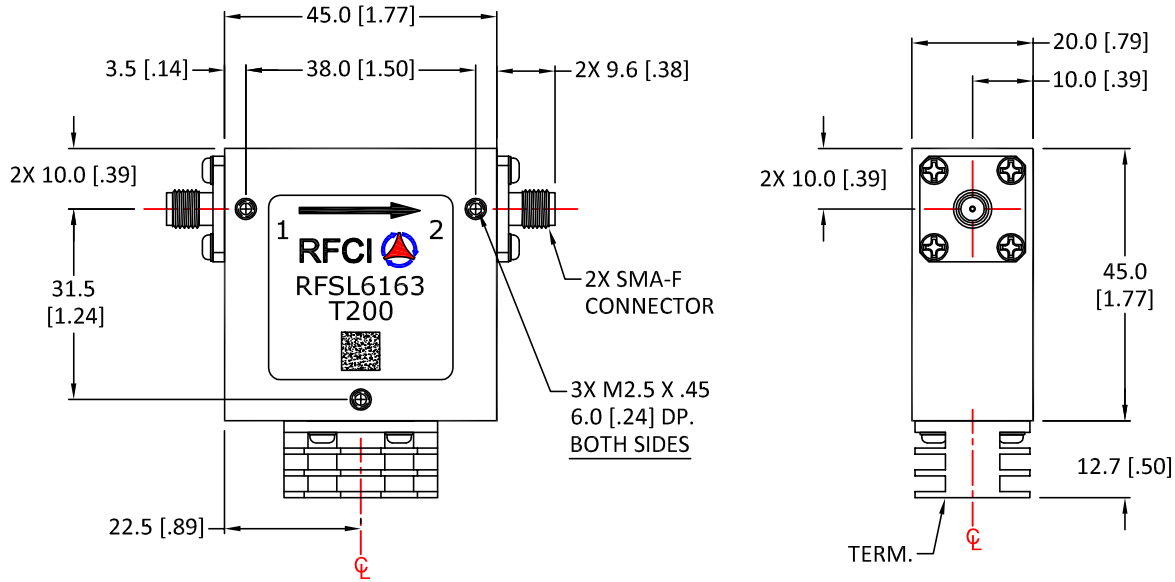 45.0 [1.77]
3.5 [.14]
38.0 [1.50]
2X 9.6 [.38]
2X 10.0 [.39]
31.5
[1.24]
1
2
RFCI
RFSL6163
T200
2X SMA-F
CONNECTOR
3X M2.5 X .45
6.0 [.24] DP.
BOTH SIDES
22.5 [.89]
CL
20.0 [.79]
10.0 [.39]
2X 10.0 [.39]
45.0
[1.77]
12.7 [.50]
TERM.
CL